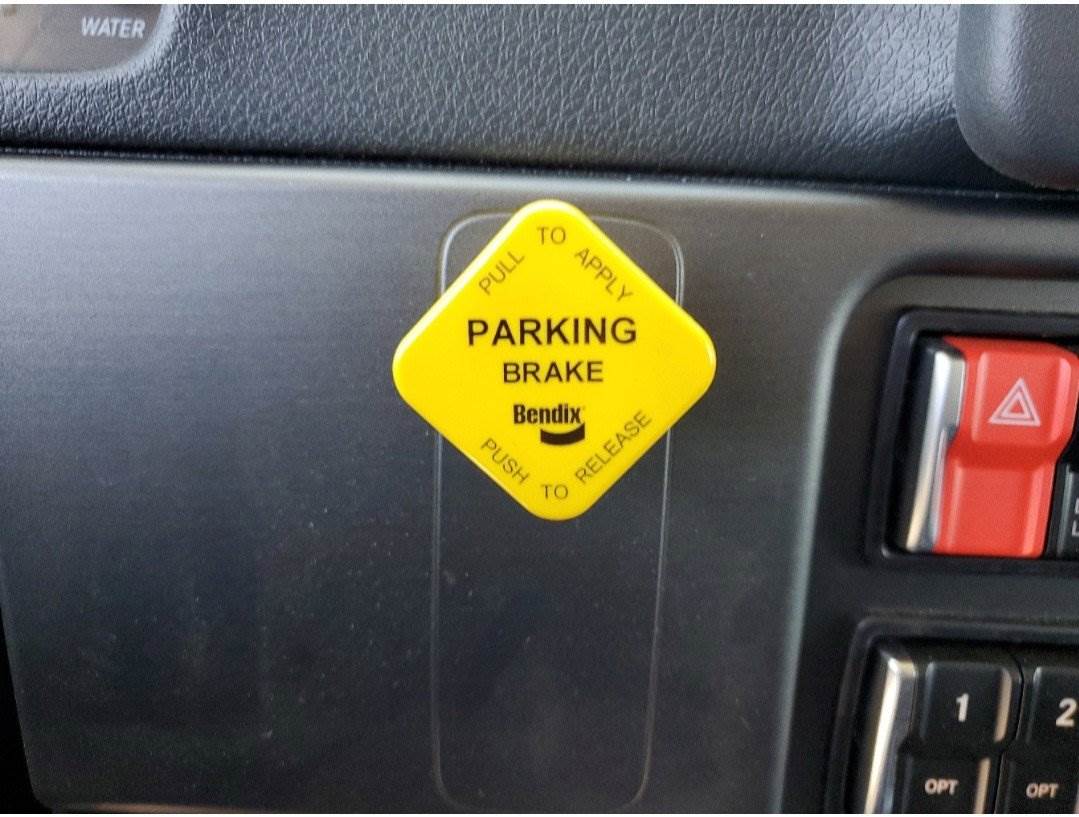 WATER
PULL TO APPLY
PARKING
BRAKE
Bendix
PUSH TO RELEASE
1
2
OPT
OPT